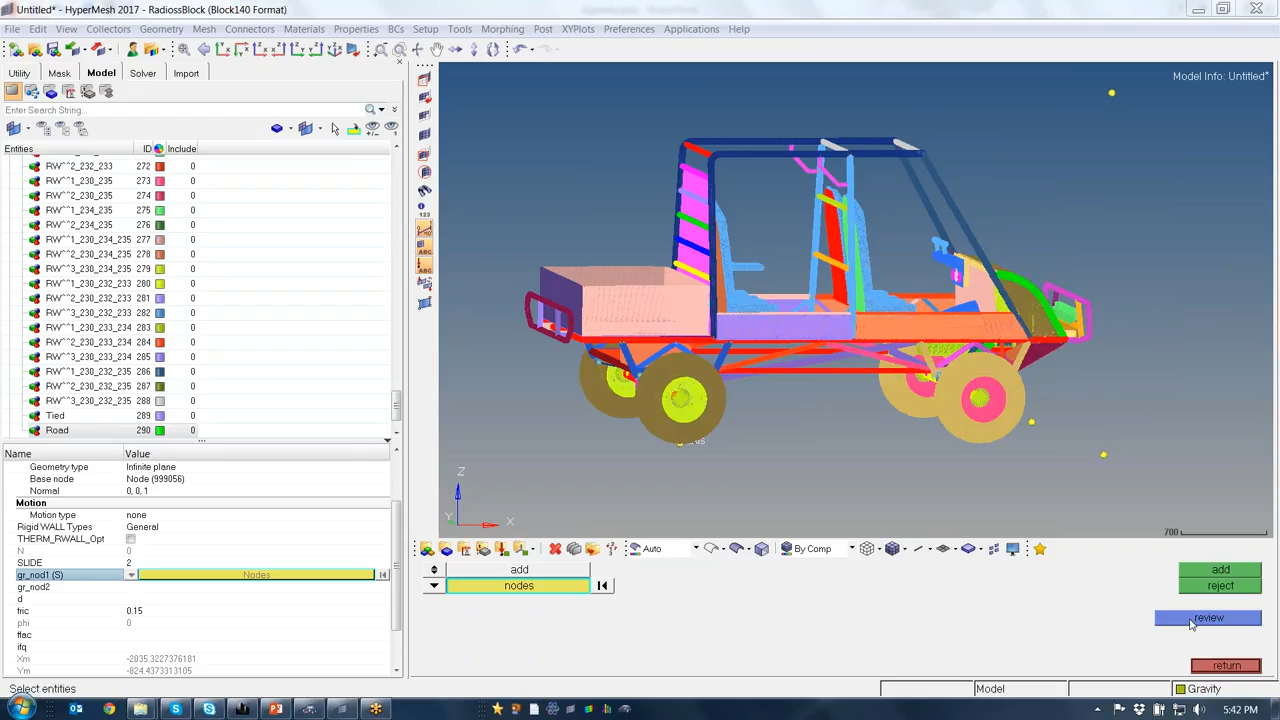 Untitled* - HyperMesh 2017 - RadiossBlock (Block140 Format)
File Edit View Collectors Geometry Mesh Connectors Materials Properties BCs Setup Tools Morphing Post XYPlots Preferences Applications Help
Utility Mask Model Solver Import
Model Info: Untitled*
Enter Search String...
Entities ID Include
RW^^2_230_233 272 0
RW^^1_230_235 273 0
RW^^2_230_235 274 0
RW^^1_234_235 275 0
RW^^2_234_235 276 0
RW^^1_230_234_235 277 0
RW^^2_230_234_235 278 0
RW^^3_230_234_235 279 0
RW^^1_230_232_233 280 0
RW^^2_230_232_233 281 0
RW^^3_230_232_233 282 0
RW^^1_230_233_234 283 0
RW^^2_230_233_234 284 0
RW^^3_230_233_234 285 0
RW^^1_230_232_235 286 0
RW^^2_230_232_235 287 0
RW^^3_230_232_235 288 0
Tied 289 0
Road 290 0
Name Value
Geometry type Infinite plane
Base node Node (999056)
Normal 0, 0, 1
Motion
Motion type none
Rigid WALL Types General
THERM_RWALL_Opt
N 0
SLIDE 2
gr_nod1 (S) Nodes
gr_nod2
d
fric 0.15
phi 0
ffac
ifq
Xm -2035.3227376181
Ym -824.4373313105
Z
Y X
700
Auto By Comp
add
nodes
add
reject
review
return
Select entities Model Gravity
5:42 PM